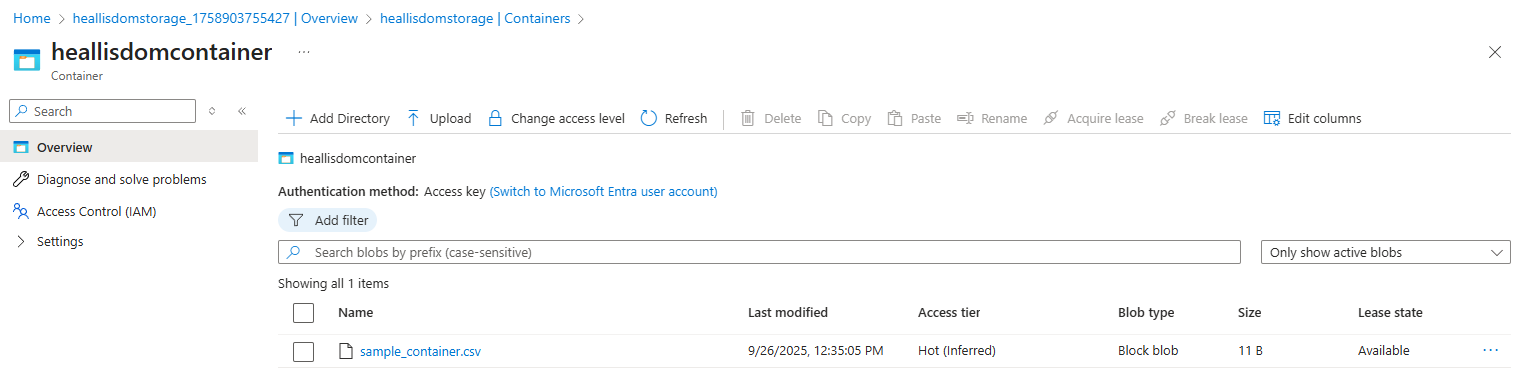 Home > heallisdomstorage_1758903755427 | Overview > heallisdomstorage | Containers >
heallisdomcontainer ...
Container
Search
Overview
Diagnose and solve problems
Access Control (IAM)
Settings
Add Directory Upload Change access level Refresh Delete Copy Paste Rename Acquire lease Break lease Edit columns
heallisdomcontainer
Authentication method: Access key (Switch to Microsoft Entra user account)
Add filter
Search blobs by prefix (case-sensitive) Only show active blobs
Showing all 1 items
Name Last modified Access tier Blob type Size Lease state
sample_container.csv 9/26/2025, 12:35:05 PM Hot (Inferred) Block blob 11 B Available ...